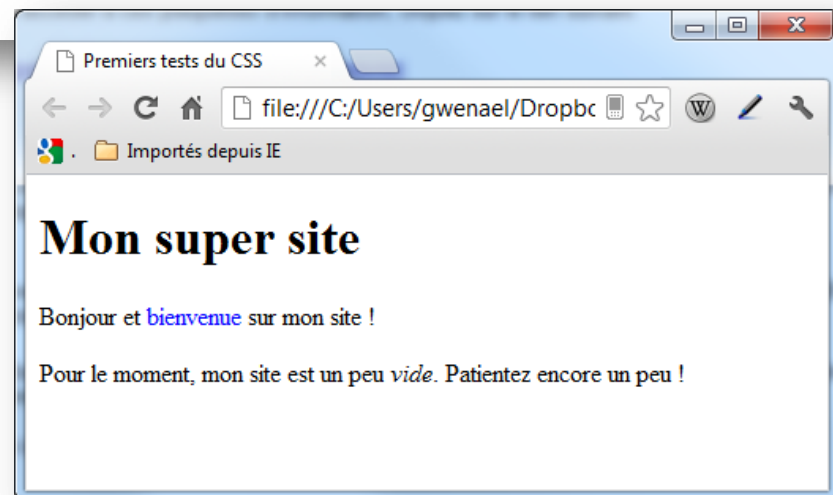 Premiers tests du CSS
file:///C:/Users/gwenael/Dropbc
W
. Importés depuis IE
Mon super site
Bonjour et bienvenue sur mon site !
Pour le moment, mon site est un peu vide. Patientez encore un peu !